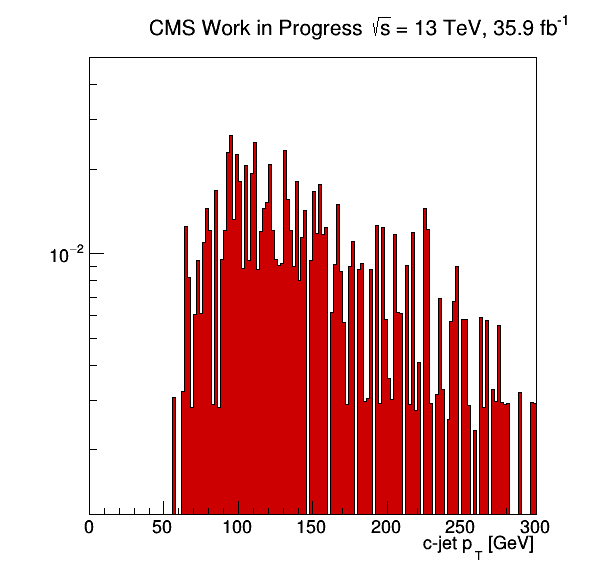 CMS Work in Progress √s = 13 TeV, 35.9 fb⁻¹
10⁻²
0 50 100 150 200 250 300
c-jet p_T [GeV]